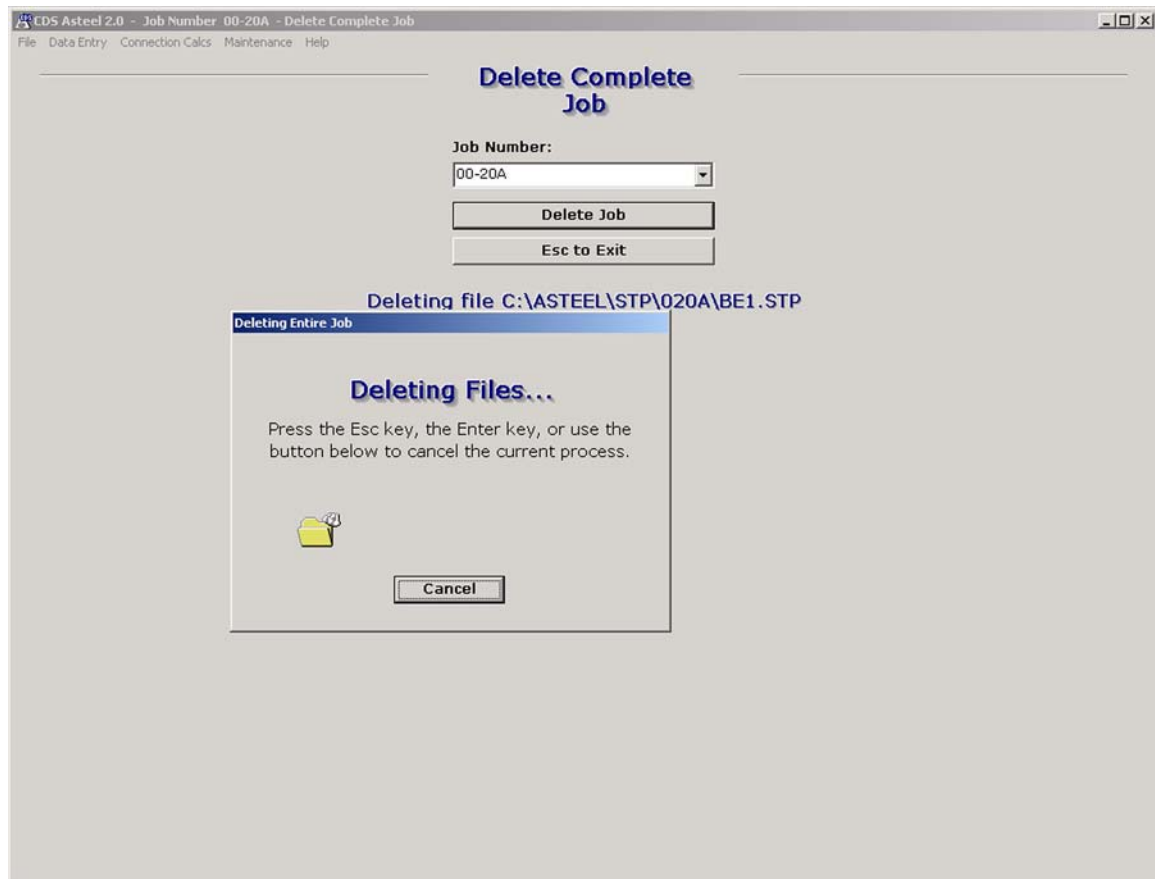 CDS Asteel 2.0 - Job Number 00-20A - Delete Complete Job
File Data Entry Connection Calcs Maintenance Help
Delete Complete
Job
Job Number:
00-20A
Delete Job
Esc to Exit
Deleting file C:\ASTEEL\STP\020A\BE1.STP
Deleting Entire Job
Deleting Files...
Press the Esc key, the Enter key, or use the
button below to cancel the current process.
Cancel